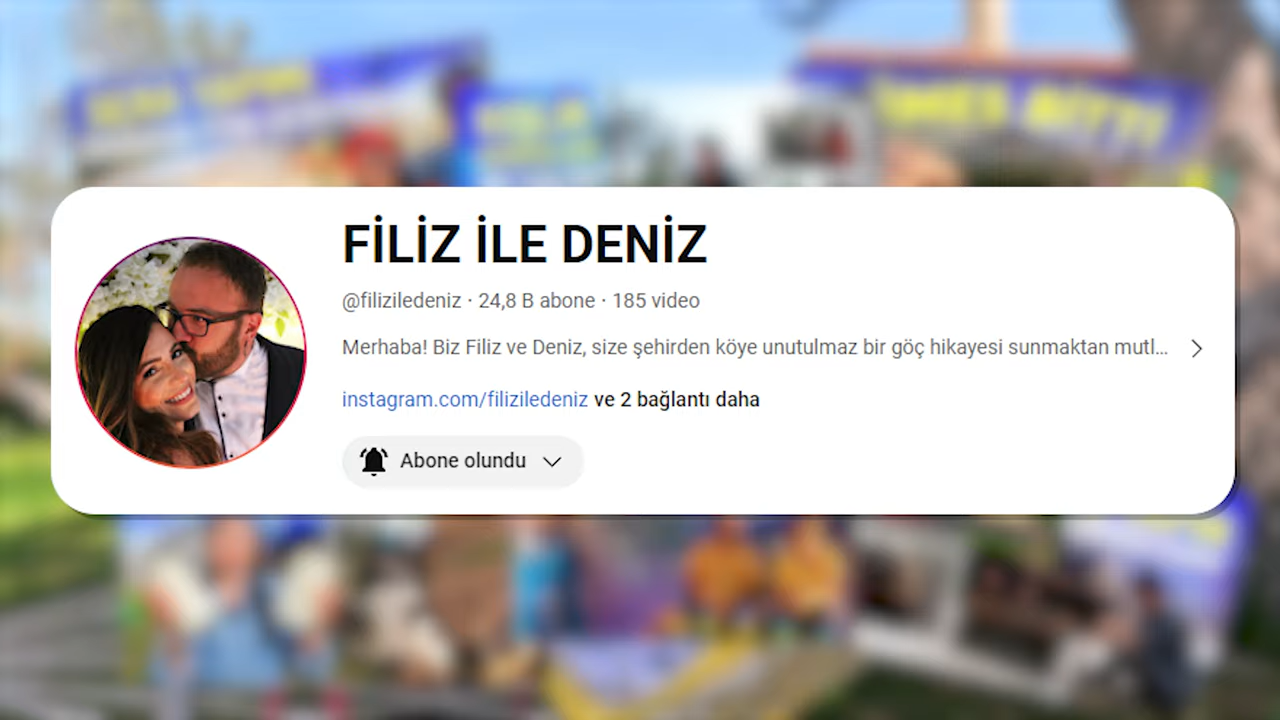 FİLİZ İLE DENİZ
@filiziledeniz · 24,8 B abone · 185 video
Merhaba! Biz Filiz ve Deniz, size şehirden köye unutulmaz bir göç hikayesi sunmaktan mutl...
instagram.com/filiziledeniz ve 2 bağlantı daha
Abone olundu